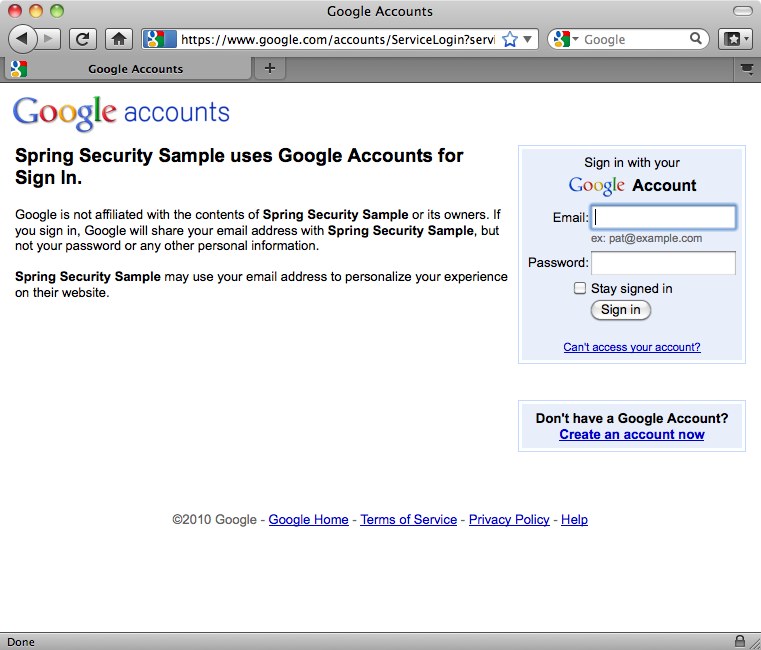 Google Accounts
https://www.google.com/accounts/ServiceLogin?servi
Google
Google Accounts
Google accounts
Spring Security Sample uses Google Accounts for
Sign In.
Google is not affiliated with the contents of Spring Security Sample or its owners. If
you sign in, Google will share your email address with Spring Security Sample, but
not your password or any other personal information.
Spring Security Sample may use your email address to personalize your experience
on their website.
Sign in with your
Google Account
Email:
ex: pat@example.com
Password:
Stay signed in
Sign in
Can't access your account?
Don't have a Google Account?
Create an account now
©2010 Google - Google Home - Terms of Service - Privacy Policy - Help
Done